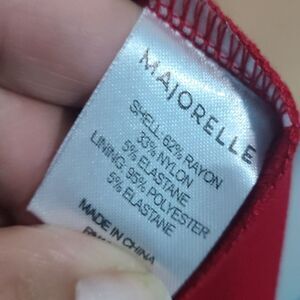 MAJORELLE
SHELL 62% RAYON
33% NYLON
5% ELASTANE
LINING: 95% POLYESTER
5% ELASTANE
MADE IN CHINA